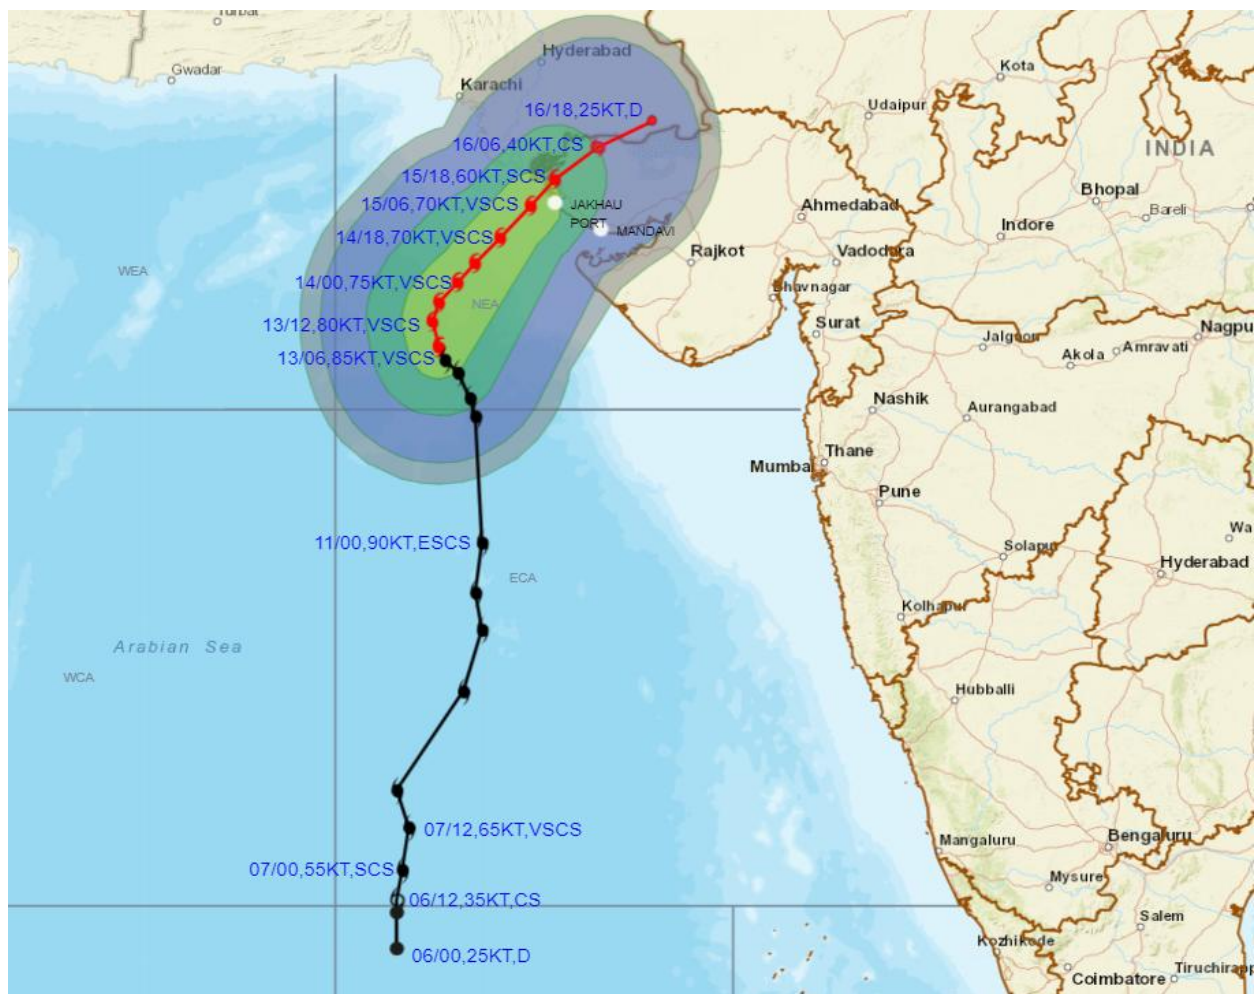 Turbat
Gwadar
Hyderabad
Karachi
Kota
16/18,25KT,D
Udaipur
16/06,40KT,CS
INDIA
15/18,60KT,SCS
Bhopal
15/06,70KT,VSCS
JAKHAU
PORT
Ahmedabad
Bareli
14/18,70KT,VSCS
MANDAVI
Indore
Rajkot
Vadodara
WEA
14/00,75KT,VSCS
Bhavnagar
NEA
13/12,80KT,VSCS
Surat
Jalgaon
Nagpu
Amravati
Akola
13/06,85KT,VSCS
Nashik
Aurangabad
Thane
Mumbai
Pune
Wa
11/00,90KT,ESCS
Solapur
Hyderabad
ECA
Kolhapur
Arabian Sea
WCA
Hubballi
07/12,65KT,VSCS
Bengaluru
Mangaluru
07/00,55KT,SCS
Mysure
06/12,35KT,CS
Salem
Kozhikode
06/00,25KT,D
Coimbatore
Tiruchirapp